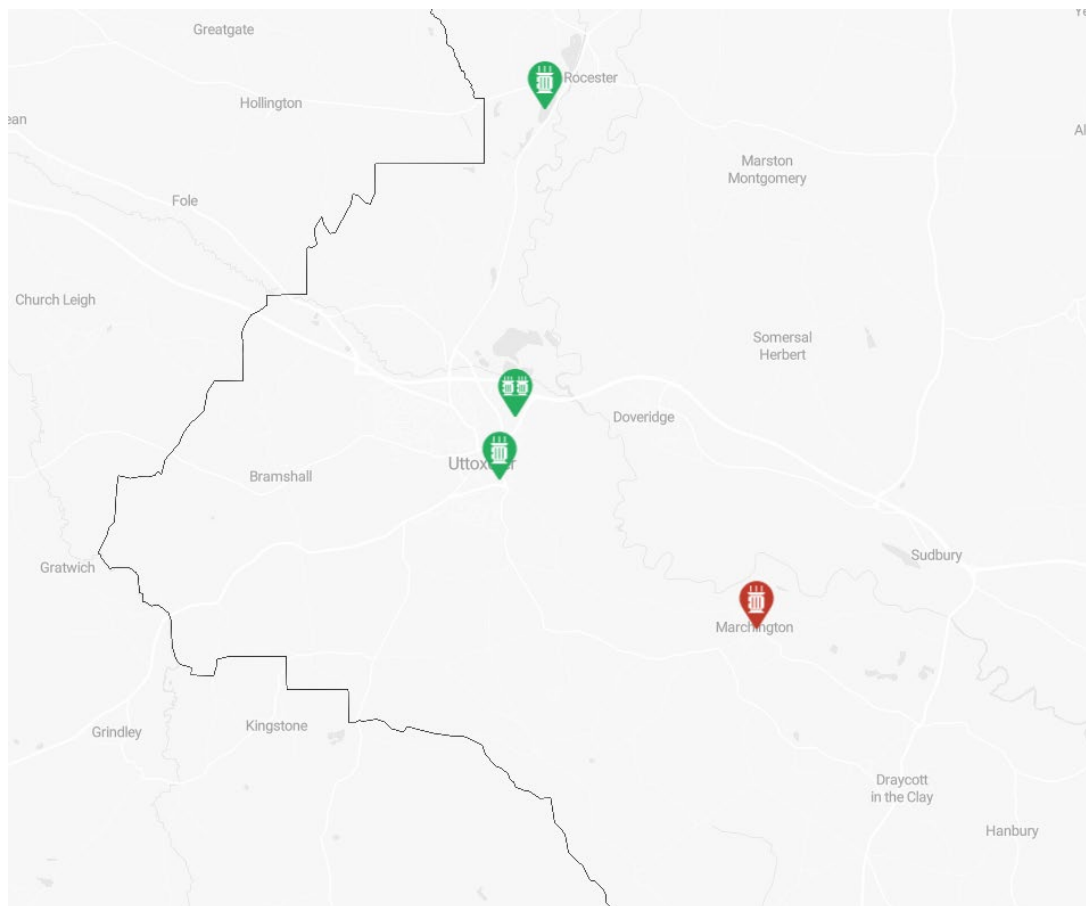 Greatgate
Rocester
Hollington
Marston
Montgomery
Fole
Church Leigh
Somersal
Herbert
Doveridge
Bramshall
Sudbury
Gratwich
Marchington
Kingstone
Grindley
Draycott
in the Clay
Hanbury